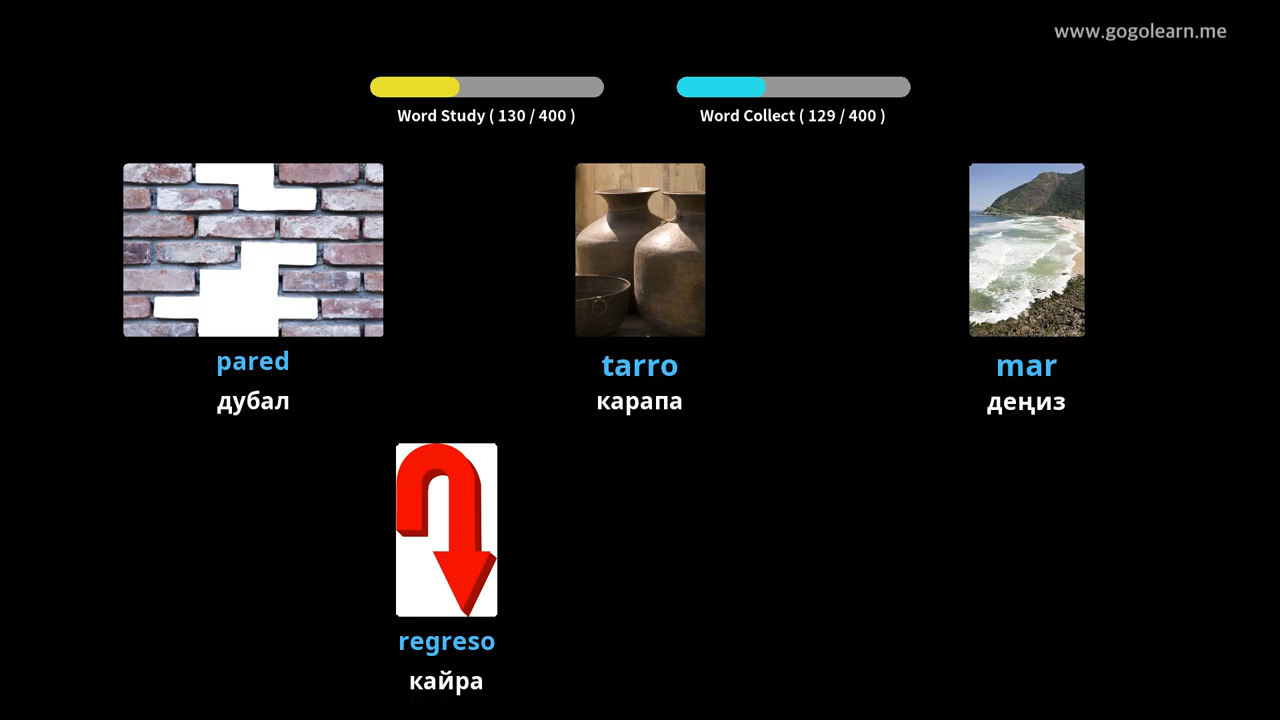 www.gogolearn.me
Word Study ( 130 / 400 )
Word Collect ( 129 / 400 )
pared
дубал
tarro
карапа
mar
деңиз
regreso
кайра